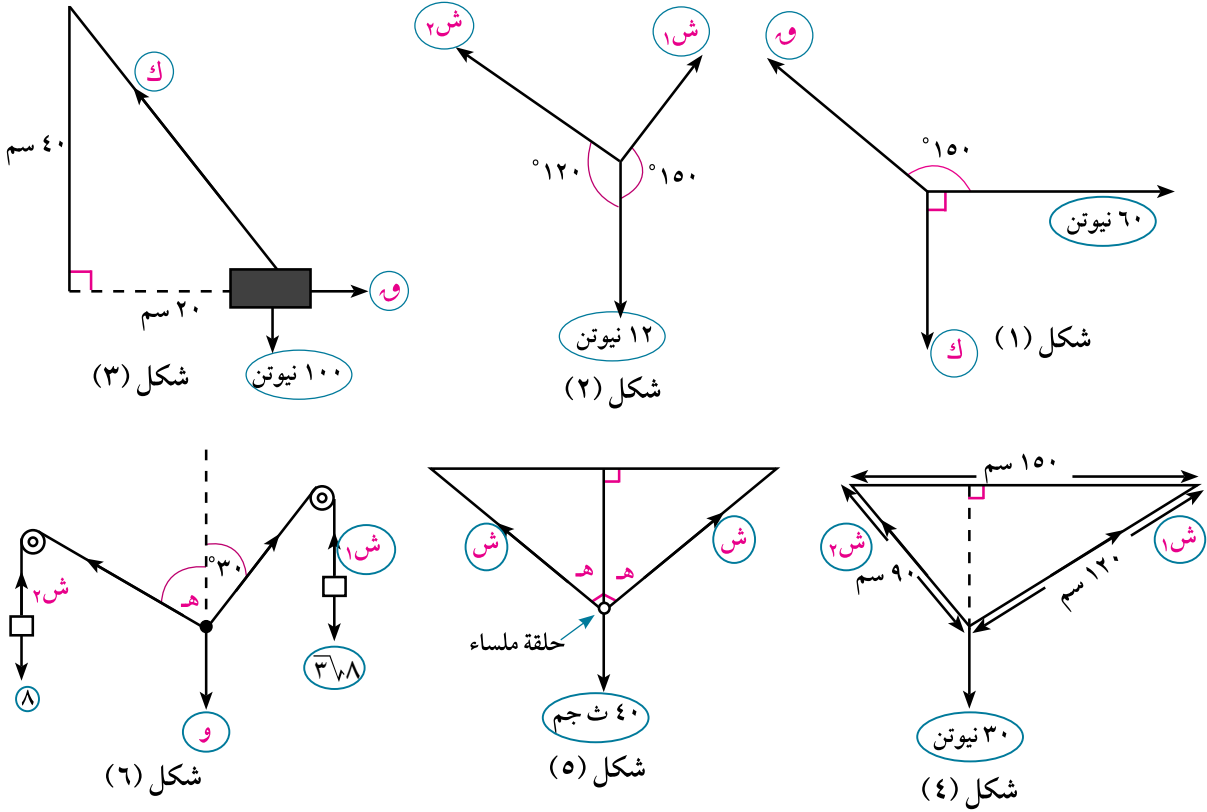 ق
١٥٠°
٦٠ نيوتن
ك
شكل (١)
ش١
ش٢
١٢٠°
١٥٠°
١٢ نيوتن
شكل (٢)
ك
٤٠ سم
ق
٢٠ سم
١٠٠ نيوتن
شكل (٣)
١٥٠ سم
ش١
ش٢
١٢٠ سم
٩٠ سم
٣٠ نيوتن
شكل (٤)
ش
ش
هـ
هـ
حلقة ملساء
٤٠ ث جم
شكل (٥)
ش١
٣٠°
هـ
ش٢
٨√٣
٨
و
شكل (٦)